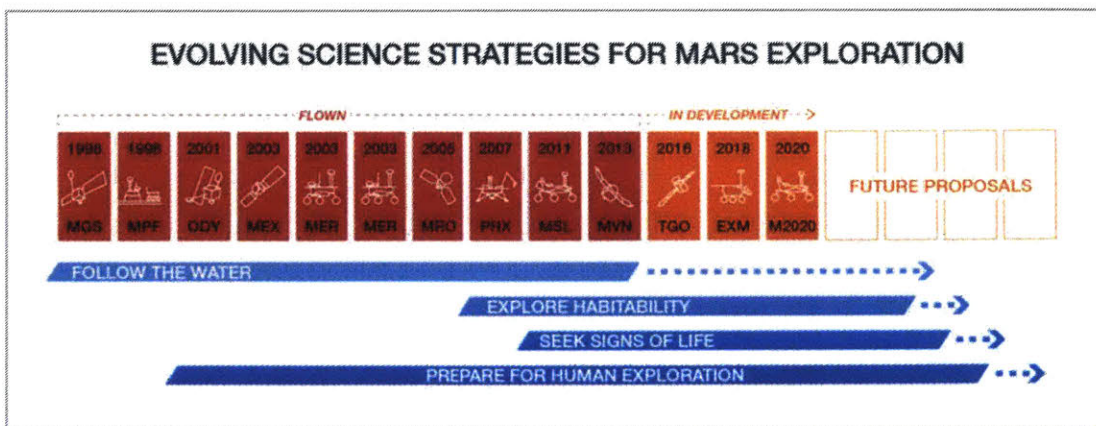 EVOLVING SCIENCE STRATEGIES FOR MARS EXPLORATION
FLOWN
IN DEVELOPMENT
1996 1996 2001 2003 2003 2003 2005 2007 2011 2013 2016 2018 2020
MGS MPF ODY MEX MER MER MRO PHX MSL MVN TGO EXM M2020
FUTURE PROPOSALS
FOLLOW THE WATER
EXPLORE HABITABILITY
SEEK SIGNS OF LIFE
PREPARE FOR HUMAN EXPLORATION